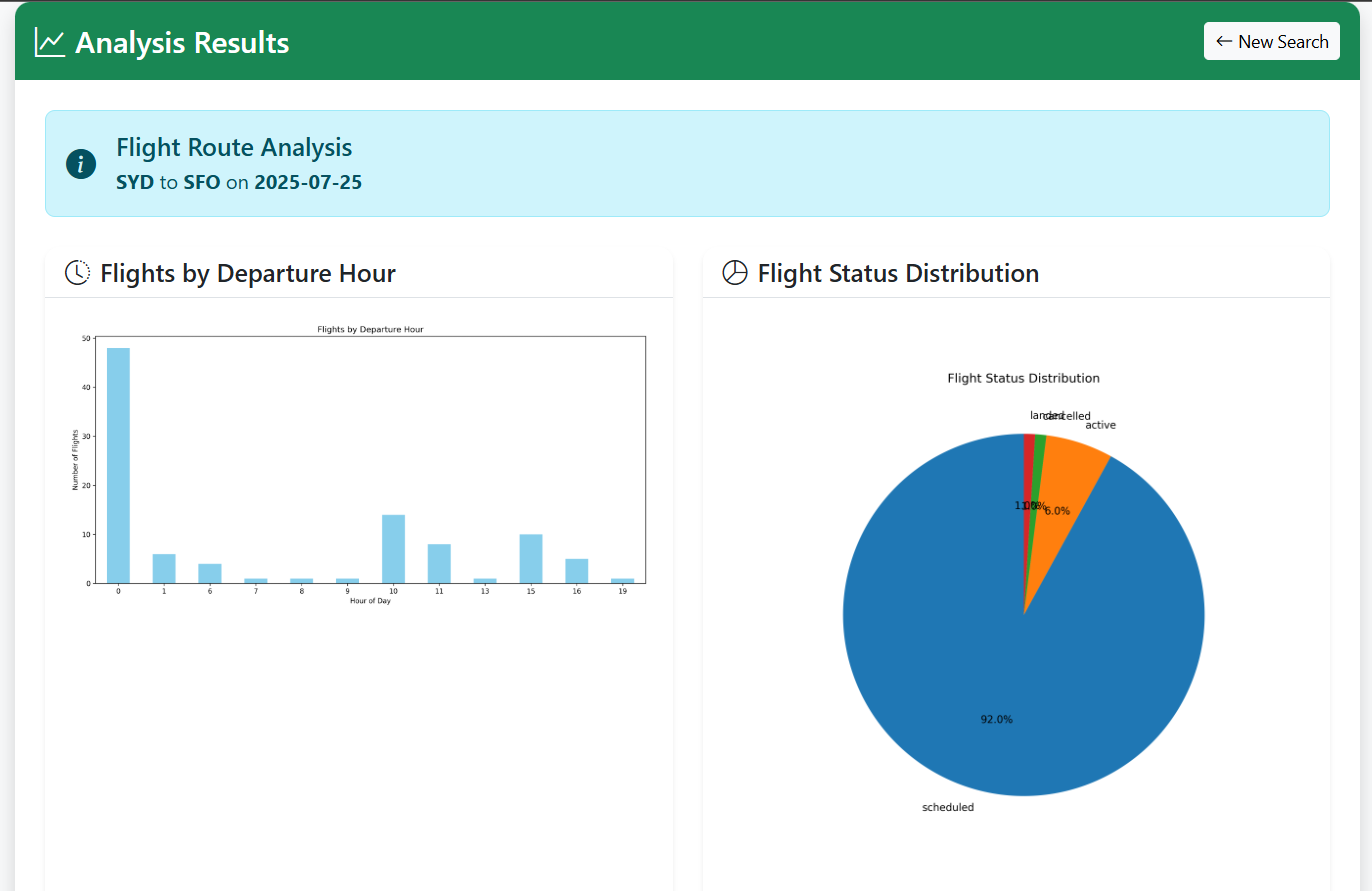 Analysis Results
← New Search
Flight Route Analysis
SYD to SFO on 2025-07-25
Flights by Departure Hour
Flights by Departure Hour
50
40
30
20
10
0
Number of Flights
0 1 6 7 8 9 10 11 13 15 16 19
Hour of Day
Flight Status Distribution
Flight Status Distribution
landed
cancelled
active
1.0%
1.0%
6.0%
92.0%
scheduled